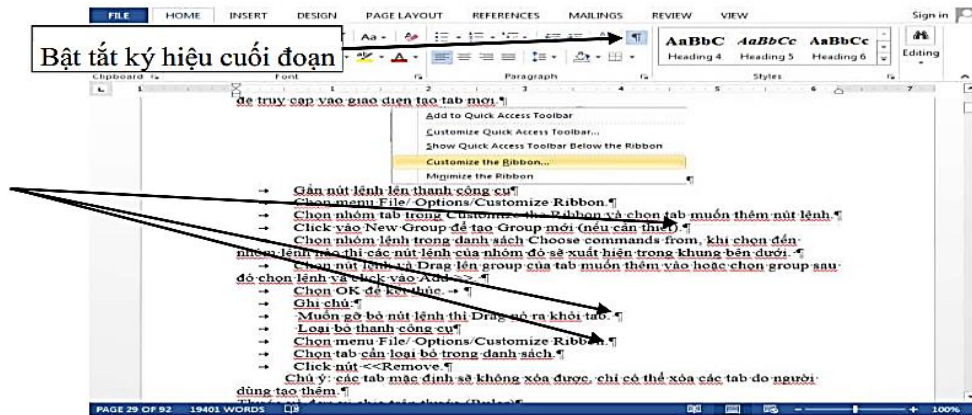 FILE HOME INSERT DESIGN PAGE LAYOUT REFERENCES MAILINGS REVIEW VIEW Sign in
Bật tắt ký hiệu cuối đoạn
Aa
AaBbC AaBbCc AaBbCc
Heading 4 Heading 5 Heading 6
Editing
Clipboard Font Paragraph Styles
1 1 2 3 4 5 6 7
để truy cập vào giao diện tạo tab mới.¶
Add to Quick Access Toolbar
Customize Quick Access Toolbar...
Show Quick Access Toolbar Below the Ribbon
Customize the Ribbon...
Minimize the Ribbon
→ Gắn nút lệnh lên thanh công cụ¶
→ Chọn menu File/ Options/Customize Ribbon.¶
→ Chọn nhóm tab trong Customize the Ribbon và chọn tab muốn thêm nút lệnh.¶
→ Click vào New Group để tạo Group mới (nếu cần thiết).¶
→ Chọn nhóm lệnh trong danh sách Choose commands from, khi chọn đến
nhóm lệnh nào thì các nút lệnh của nhóm đó sẽ xuất hiện trong khung bên dưới.¶
→ Chọn nút lệnh và Drag lên group của tab muốn thêm vào hoặc chọn group sau
đó chọn lệnh và click vào Add >>.¶
→ Chọn OK để kết thúc. → ¶
→ Ghi chú:¶
→ Muốn gỡ bỏ nút lệnh thì Drag nó ra khỏi tab. ¶
→ Loại bỏ thanh công cụ¶
→ Chọn menu File/ Options/Customize Ribbon.¶
→ Chọn tab cần loại bỏ trong danh sách.¶
→ Click nút <<Remove.¶
Chú ý: các tab mặc định sẽ không xóa được, chỉ có thể xóa các tab do người
dùng tạo thêm.¶
PAGE 29 OF 92 19401 WORDS 100%